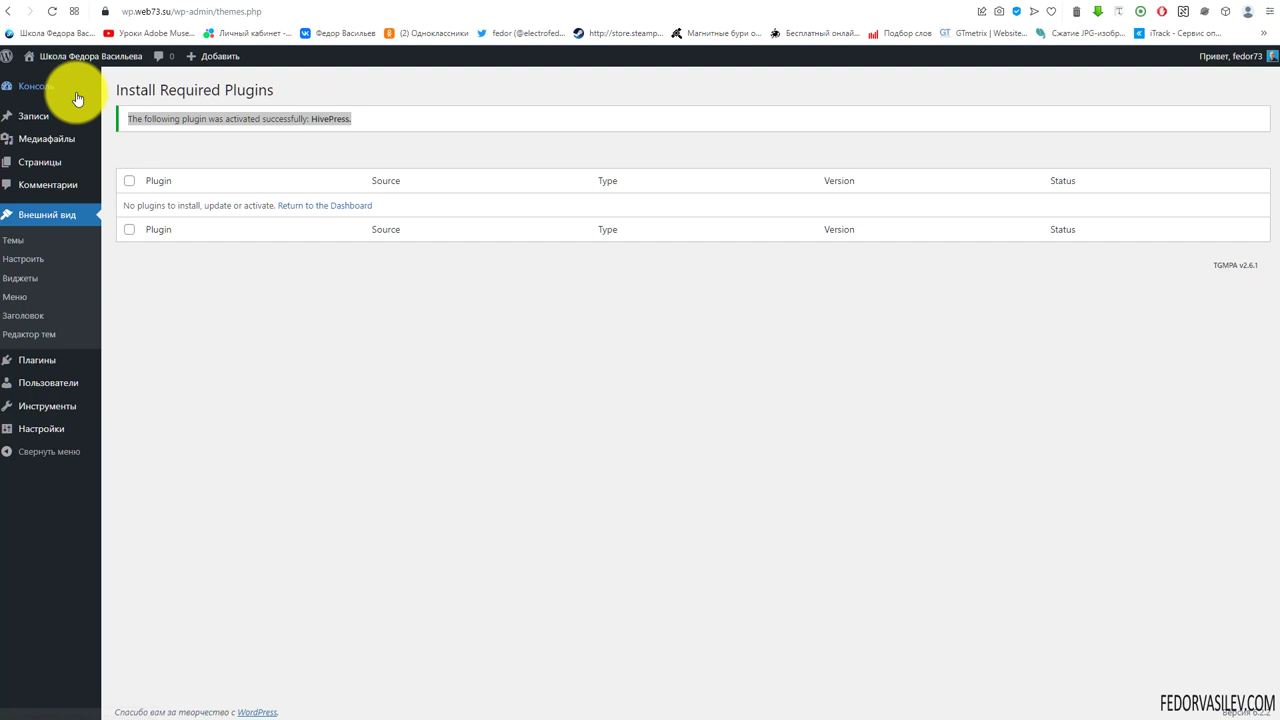 wp.web73.su/wp-admin/themes.php
Школа Федора Вас...
Уроки Adobe Muse...
Личный кабинет -...
Федор Васильев
(2) Одноклассники
fedor (@electrofed...
http://store.steamp...
Магнитные бури о...
Бесплатный онлай...
Подбор слов
GTmetrix | Website...
Сжатие JPG-изобр...
iTrack - Сервис оп...
Школа Федора Васильева
0
Добавить
Привет, fedor73
Консоль
Записи
Медиафайлы
Страницы
Комментарии
Внешний вид
Темы
Настроить
Виджеты
Меню
Заголовок
Редактор тем
Плагины
Пользователи
Инструменты
Настройки
Свернуть меню
Install Required Plugins
The following plugin was activated successfully: HivePress.
Plugin Source Type Version Status
No plugins to install, update or activate. Return to the Dashboard
Plugin Source Type Version Status
TGMPA v2.6.1
Спасибо вам за творчество с WordPress.
FEDORVASILEV.COM
Версия 6.2.2